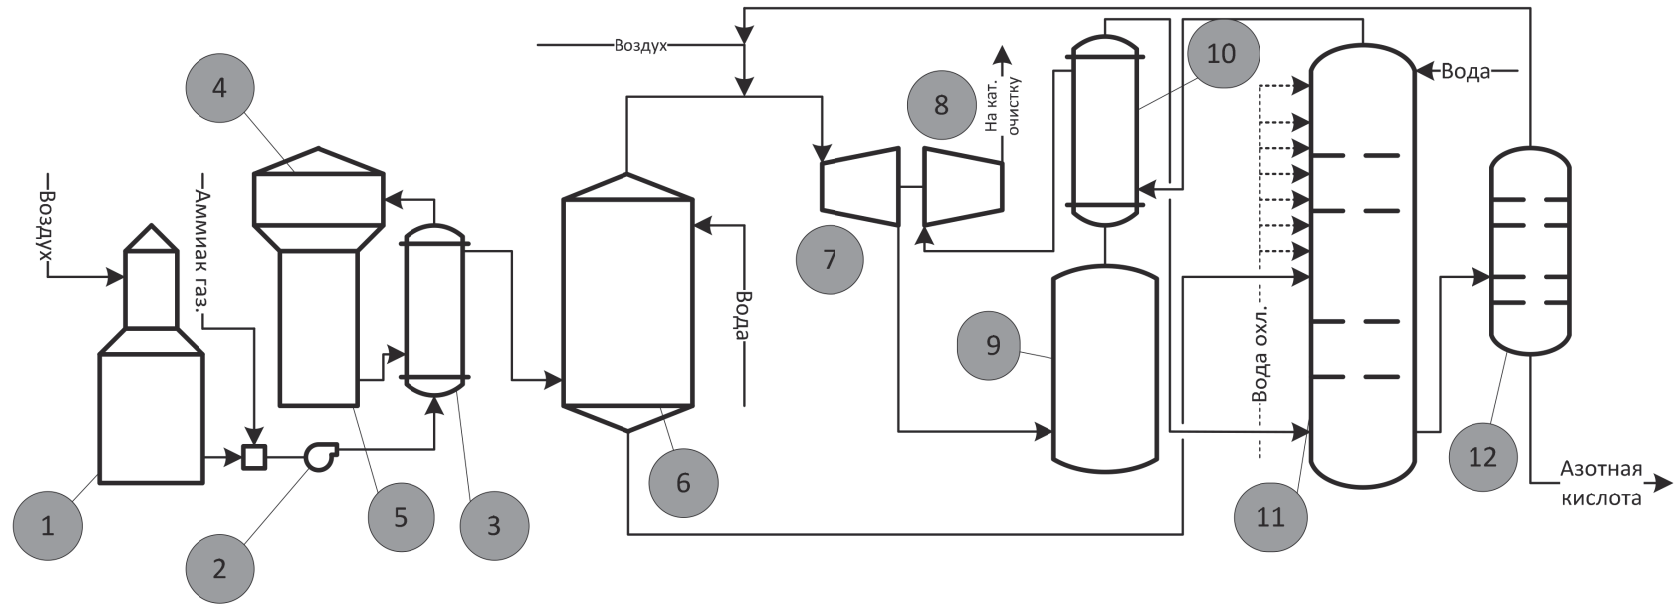 Воздух
4
8
На кат.
очистку
10
Вода
Воздух
Аммиак газ.
7
Вода
9
Вода охл.
12
Азотная
кислота
1
2
5
3
6
11